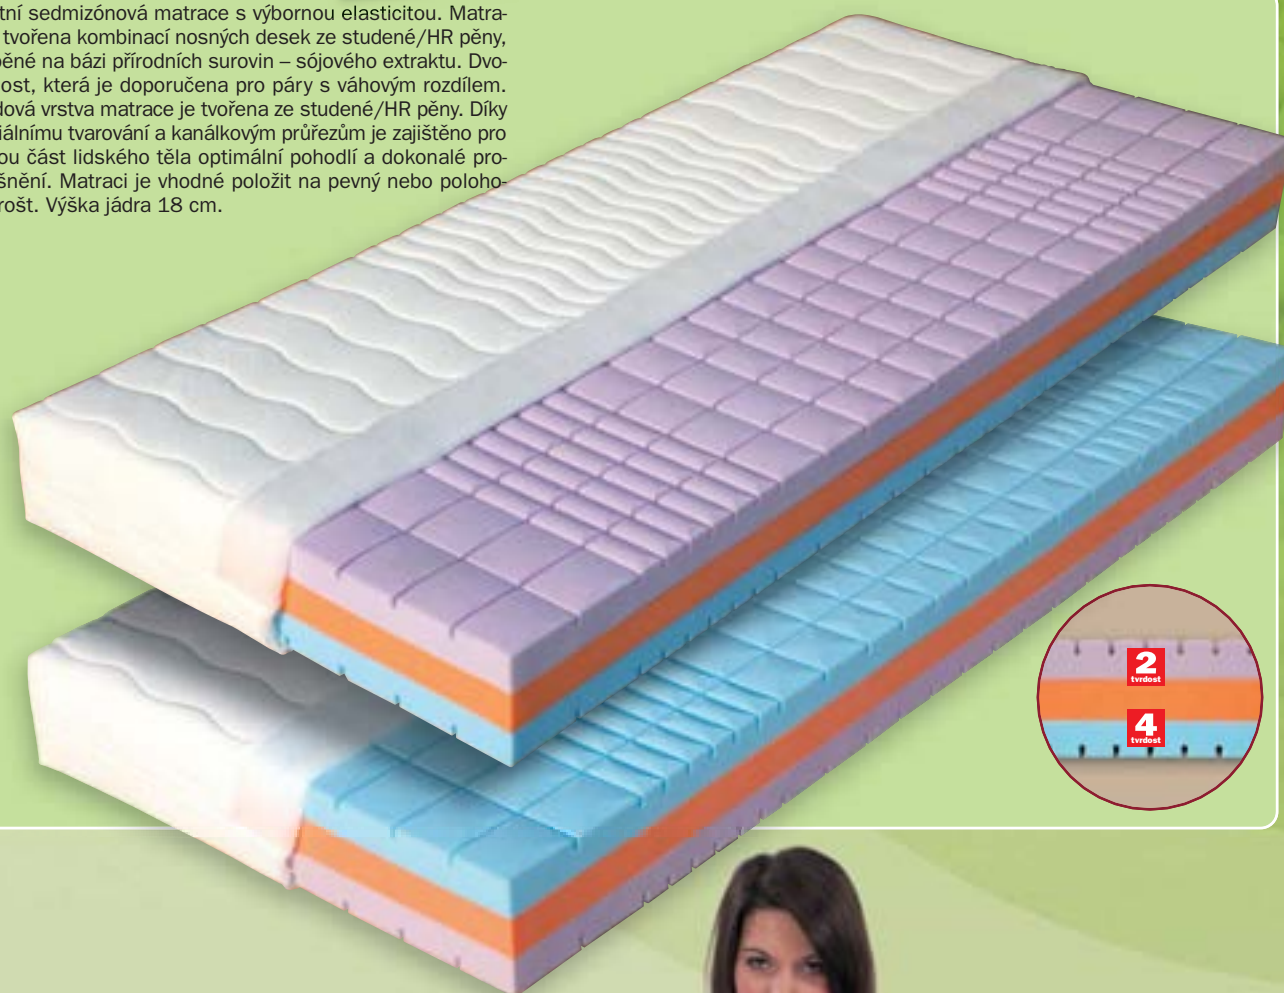 tní sedmizónová matrace s výbornou elasticitou. Matra-
tvořena kombinací nosných desek ze studené/HR pěny,
pěné na bázi přírodních surovin – sójového extraktu. Dvo-
ost, která je doporučena pro páry s váhovým rozdílem.
dová vrstva matrace je tvořena ze studené/HR pěny. Díky
iálnímu tvarování a kanálkovým průřezům je zajištěno pro
ou část lidského těla optimální pohodlí a dokonalé pro-
šnění. Matraci je vhodné položit na pevný nebo poloho-
rošt. Výška jádra 18 cm.
2
tvrdost
4
tvrdost